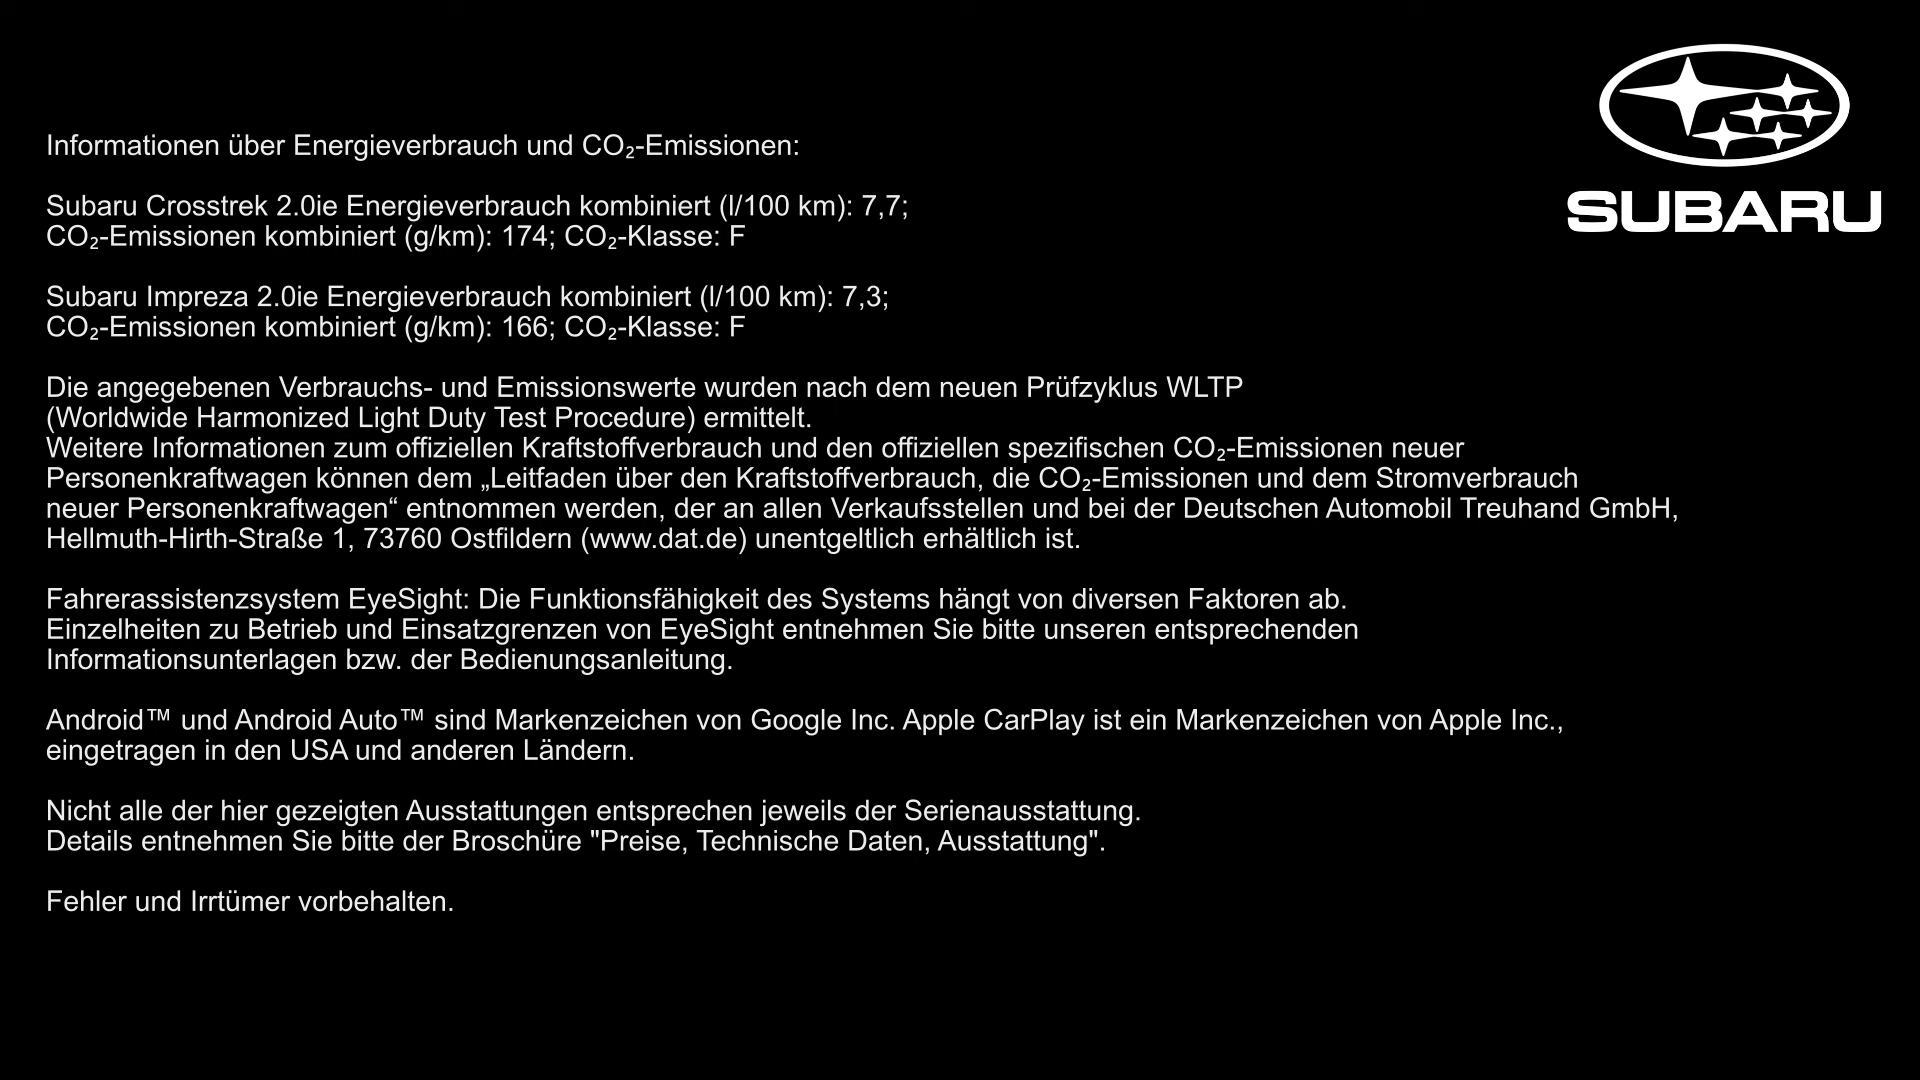 SUBARU
Informationen über Energieverbrauch und CO₂-Emissionen:
Subaru Crosstrek 2.0ie Energieverbrauch kombiniert (l/100 km): 7,7;
CO₂-Emissionen kombiniert (g/km): 174; CO₂-Klasse: F
Subaru Impreza 2.0ie Energieverbrauch kombiniert (l/100 km): 7,3;
CO₂-Emissionen kombiniert (g/km): 166; CO₂-Klasse: F
Die angegebenen Verbrauchs- und Emissionswerte wurden nach dem neuen Prüfzyklus WLTP
(Worldwide Harmonized Light Duty Test Procedure) ermittelt.
Weitere Informationen zum offiziellen Kraftstoffverbrauch und den offiziellen spezifischen CO₂-Emissionen neuer
Personenkraftwagen können dem „Leitfaden über den Kraftstoffverbrauch, die CO₂-Emissionen und dem Stromverbrauch
neuer Personenkraftwagen“ entnommen werden, der an allen Verkaufsstellen und bei der Deutschen Automobil Treuhand GmbH,
Hellmuth-Hirth-Straße 1, 73760 Ostfildern (www.dat.de) unentgeltlich erhältlich ist.
Fahrerassistenzsystem EyeSight: Die Funktionsfähigkeit des Systems hängt von diversen Faktoren ab.
Einzelheiten zu Betrieb und Einsatzgrenzen von EyeSight entnehmen Sie bitte unseren entsprechenden
Informationsunterlagen bzw. der Bedienungsanleitung.
Android™ und Android Auto™ sind Markenzeichen von Google Inc. Apple CarPlay ist ein Markenzeichen von Apple Inc.,
eingetragen in den USA und anderen Ländern.
Nicht alle der hier gezeigten Ausstattungen entsprechen jeweils der Serienausstattung.
Details entnehmen Sie bitte der Broschüre "Preise, Technische Daten, Ausstattung".
Fehler und Irrtümer vorbehalten.